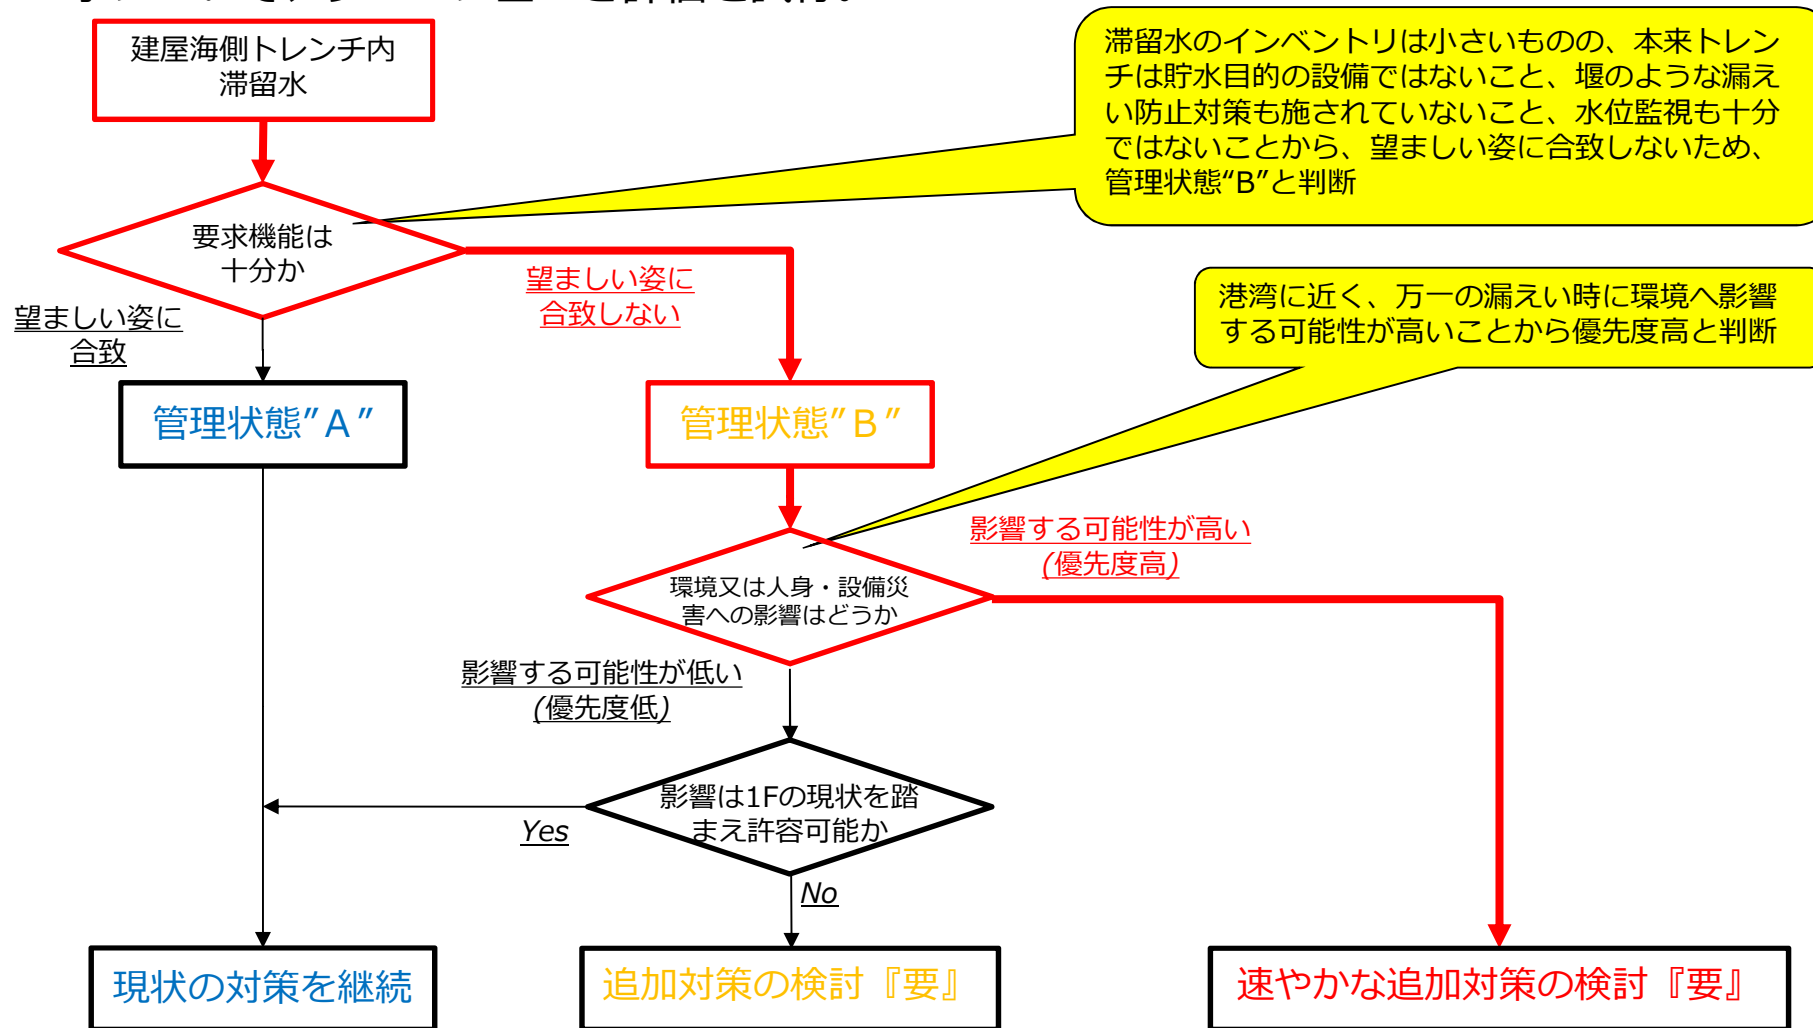 建屋海側トレンチ内
滞留水
滞留水のインベントリは小さいものの、本来トレン
チは貯水目的の設備ではないこと、堰のような漏え
い防止対策も施されていないこと、水位監視も十分
ではないことから、望ましい姿に合致しないため、
管理状態“B”と判断
要求機能は
十分か
望ましい姿に
合致しない
望ましい姿に
合致
港湾に近く、万一の漏えい時に環境へ影響
する可能性が高いことから優先度高と判断
管理状態”A”
管理状態”B”
影響する可能性が高い
(優先度高)
環境又は人身・設備災
害への影響はどうか
影響する可能性が低い
(優先度低)
影響は1Fの現状を踏
まえ許容可能か
Yes
No
現状の対策を継続
追加対策の検討『要』
速やかな追加対策の検討『要』